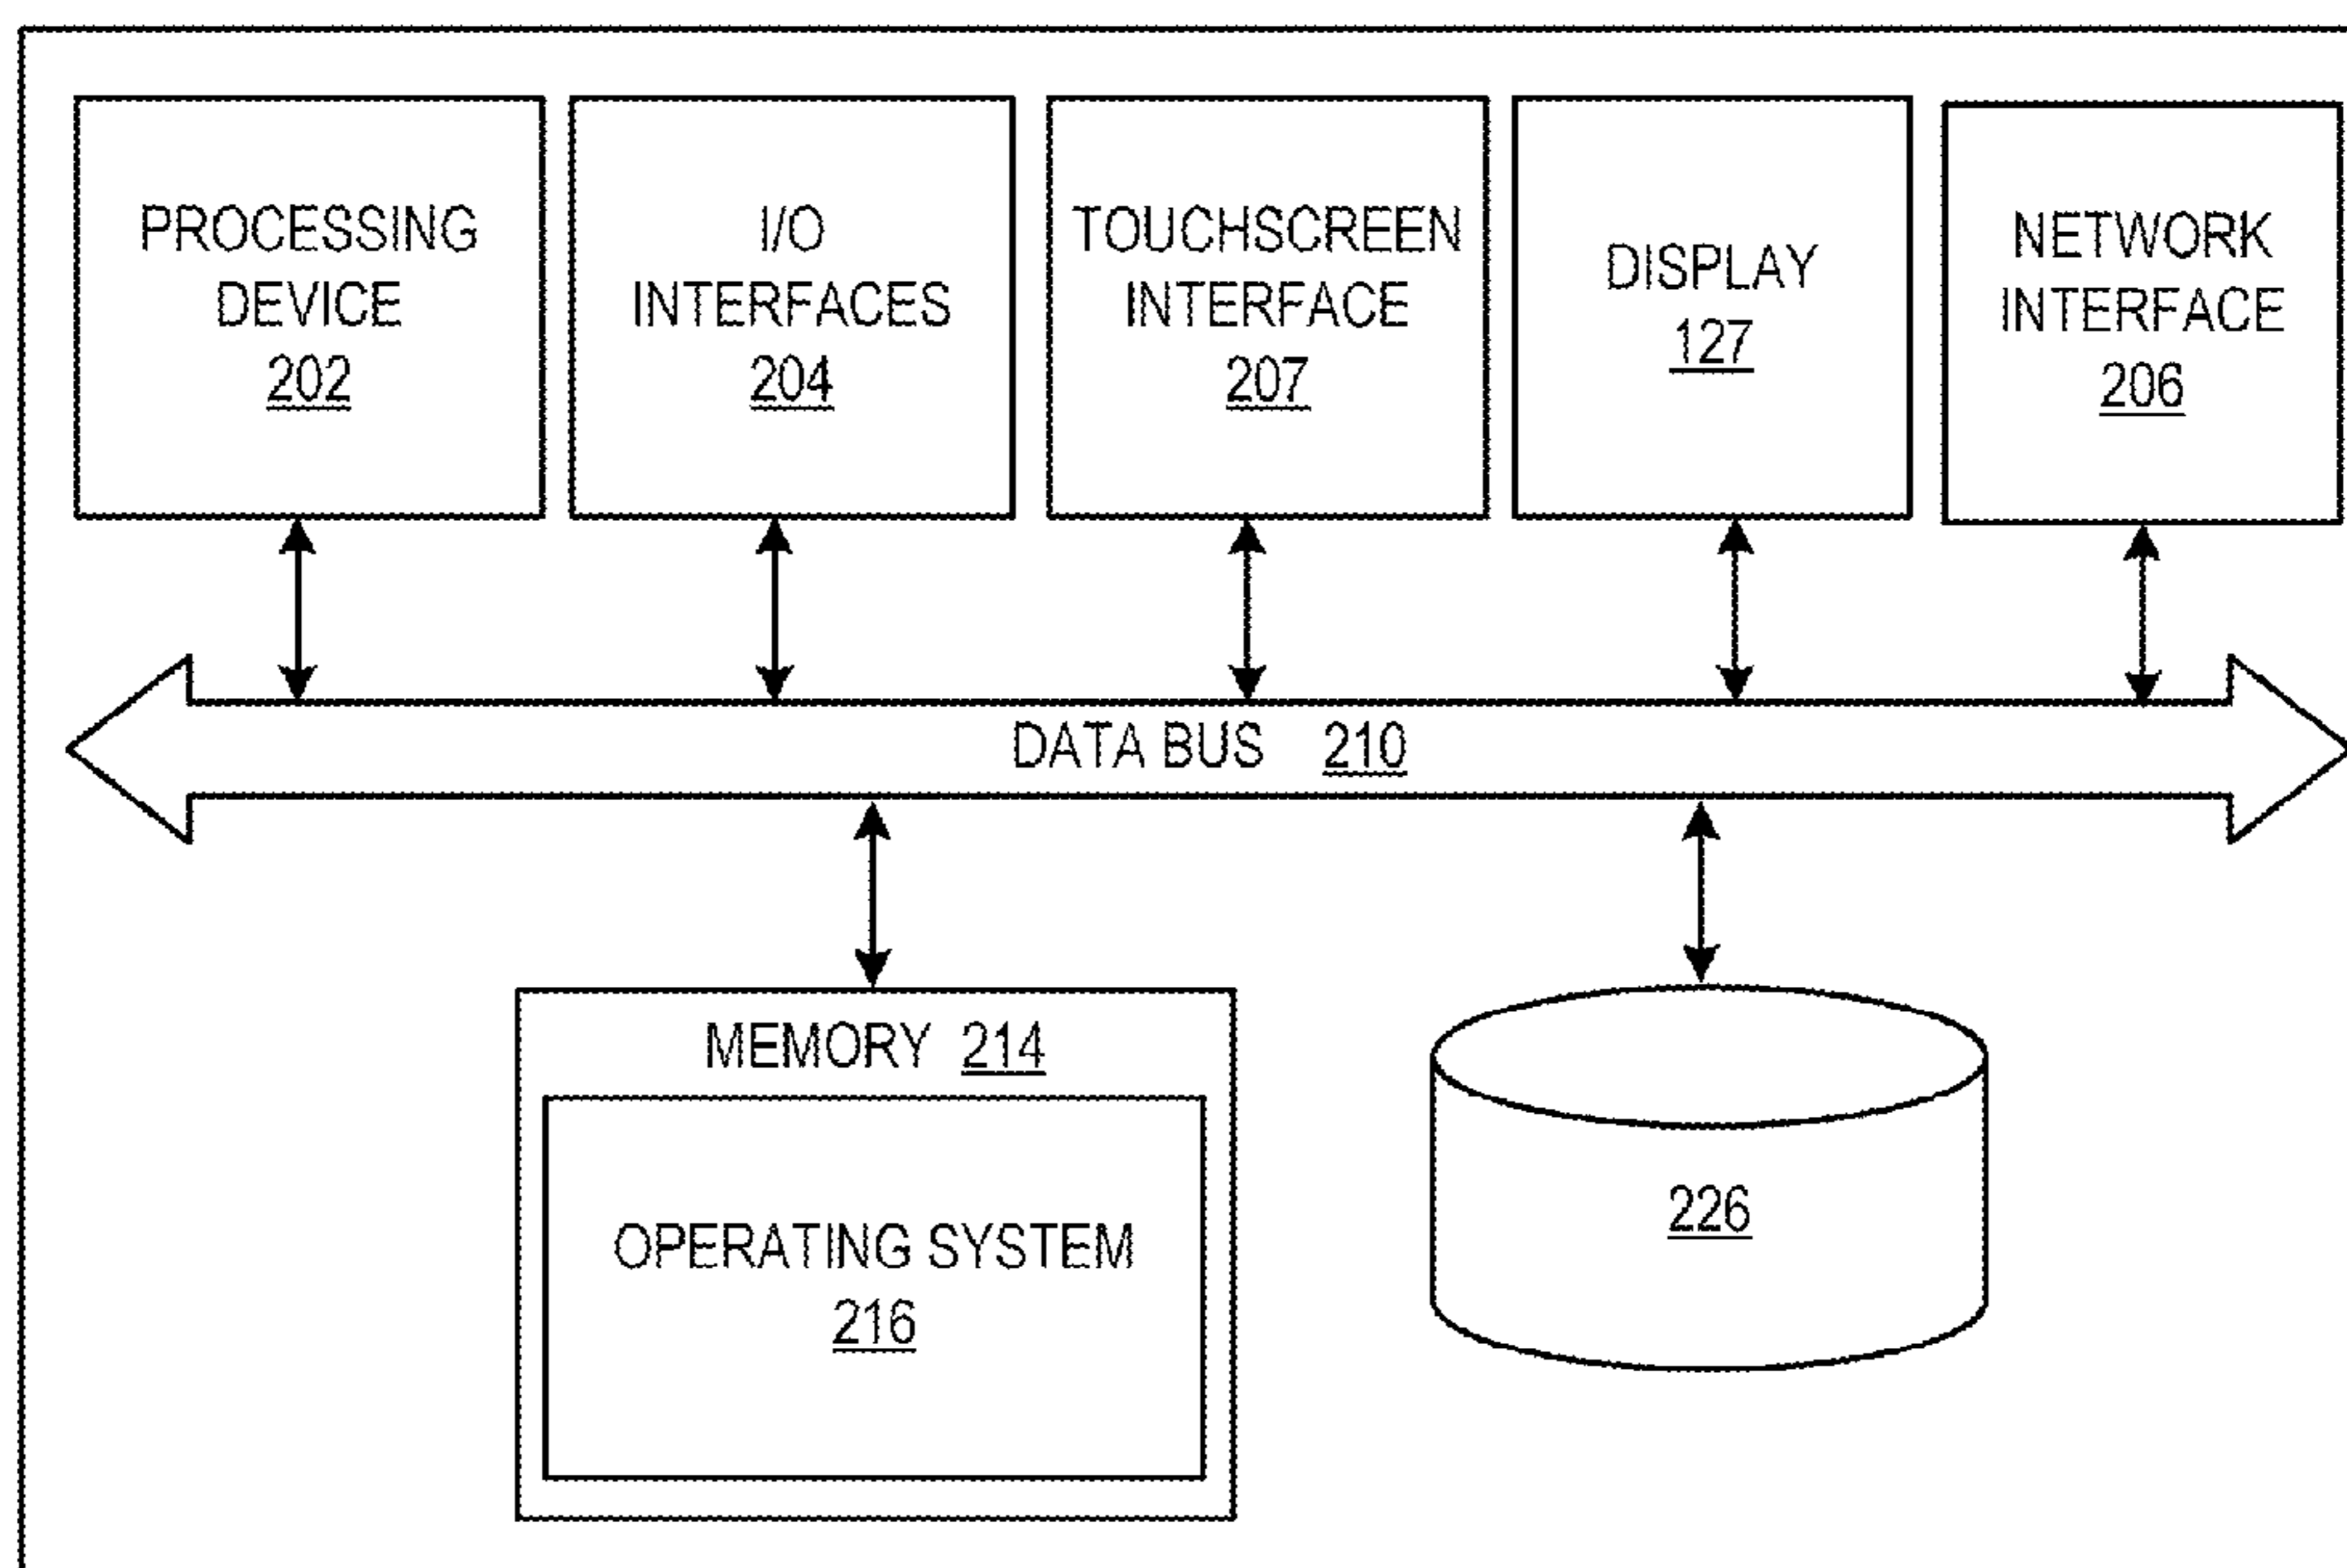 PROCESSING
DEVICE
202
I/O
INTERFACES
204
TOUCHSCREEN
INTERFACE
207
DISPLAY
127
NETWORK
INTERFACE
206
DATA BUS 210
MEMORY 214
OPERATING SYSTEM
216
226